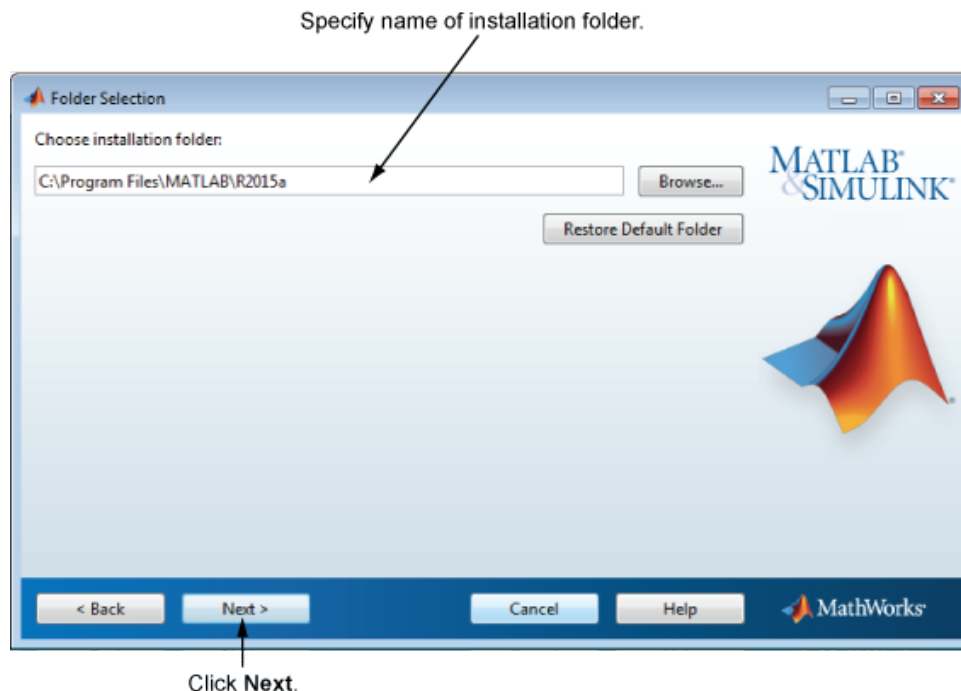 Specify name of installation folder.
Folder Selection
Choose installation folder:
C:\Program Files\MATLAB\R2015a
Browse...
Restore Default Folder
MATLAB®
&SIMULINK®
®
< Back
Next >
Cancel
Help
MathWorks®
Click Next.